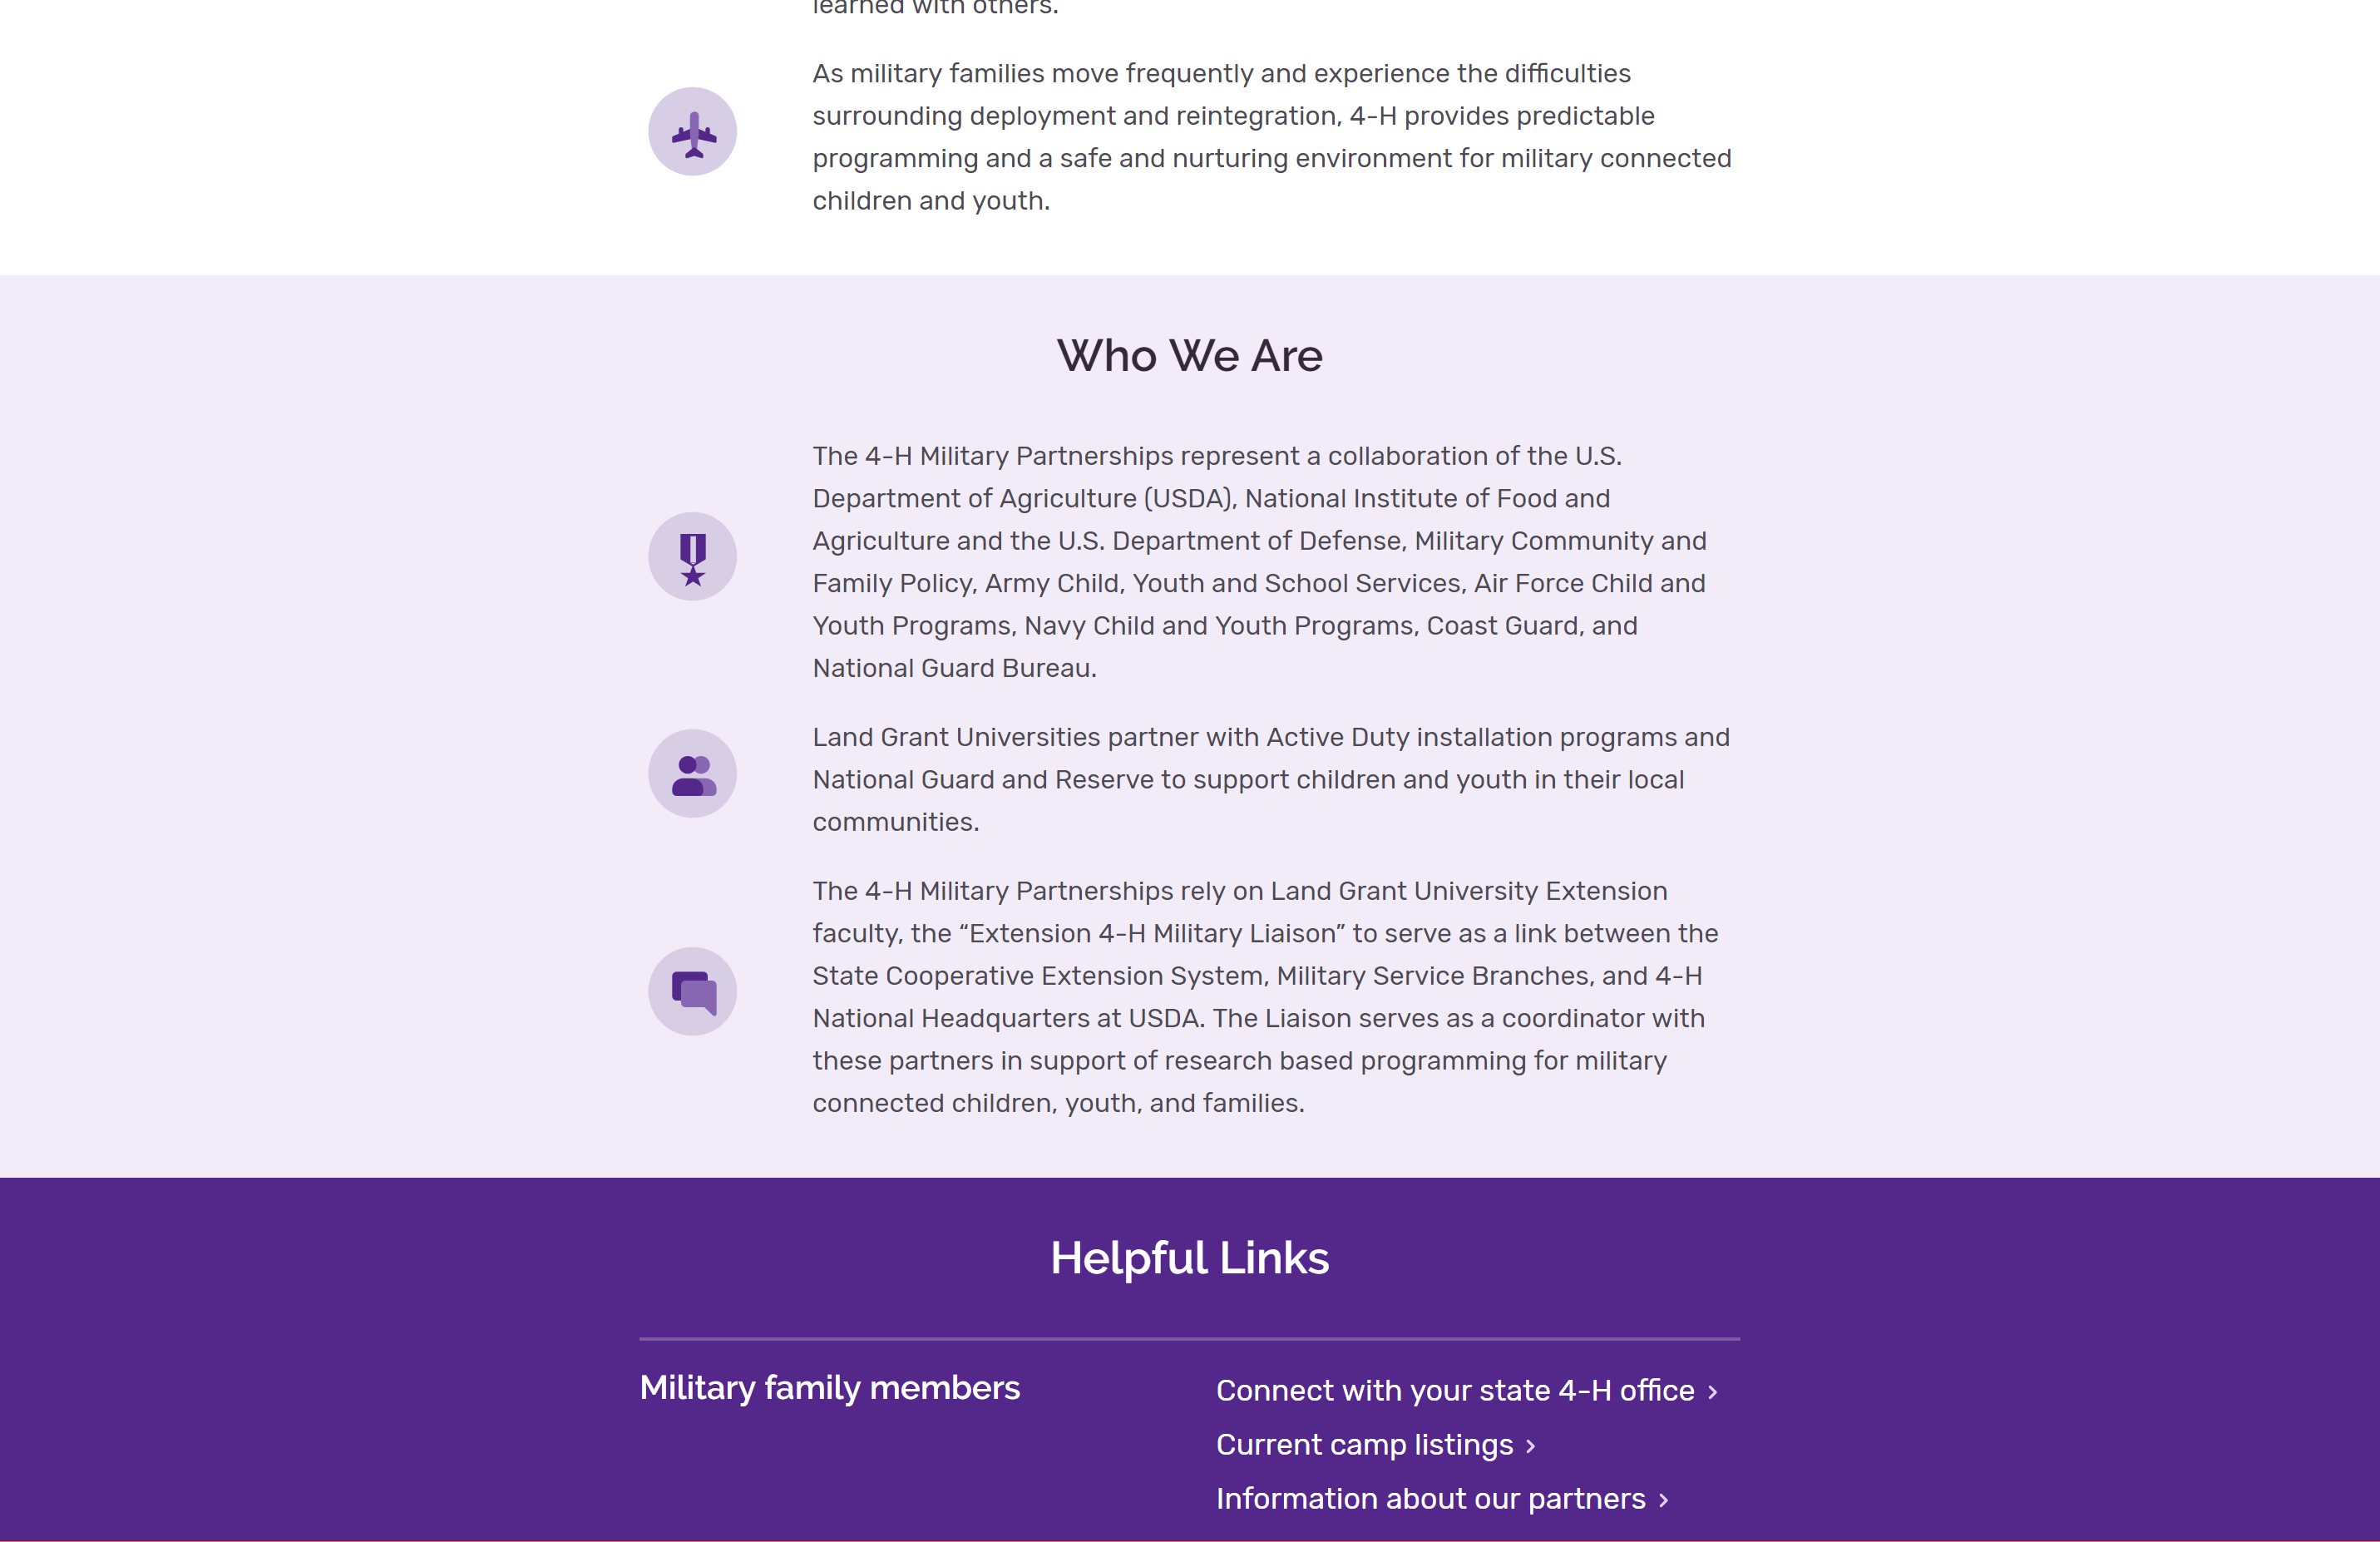 learned with others.
As military families move frequently and experience the difficulties
surrounding deployment and reintegration, 4-H provides predictable
programming and a safe and nurturing environment for military connected
children and youth.
Who We Are
The 4-H Military Partnerships represent a collaboration of the U.S.
Department of Agriculture (USDA), National Institute of Food and
Agriculture and the U.S. Department of Defense, Military Community and
Family Policy, Army Child, Youth and School Services, Air Force Child and
Youth Programs, Navy Child and Youth Programs, Coast Guard, and
National Guard Bureau.
Land Grant Universities partner with Active Duty installation programs and
National Guard and Reserve to support children and youth in their local
communities.
The 4-H Military Partnerships rely on Land Grant University Extension
faculty, the “Extension 4-H Military Liaison” to serve as a link between the
State Cooperative Extension System, Military Service Branches, and 4-H
National Headquarters at USDA. The Liaison serves as a coordinator with
these partners in support of research based programming for military
connected children, youth, and families.
Helpful Links
Military family members
Connect with your state 4-H office ›
Current camp listings ›
Information about our partners ›